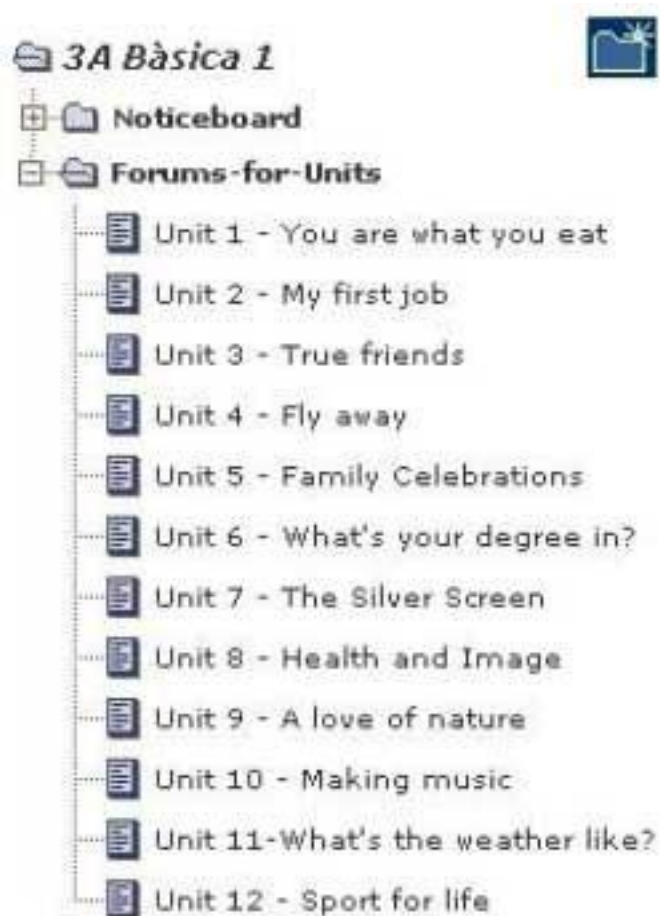 3A Bàsica 1
Noticeboard
Forums-for-Units
Unit 1 - You are what you eat
Unit 2 - My first job
Unit 3 - True friends
Unit 4 - Fly away
Unit 5 - Family Celebrations
Unit 6 - What's your degree in?
Unit 7 - The Silver Screen
Unit 8 - Health and Image
Unit 9 - A love of nature
Unit 10 - Making music
Unit 11-What's the weather like?
Unit 12 - Sport for life